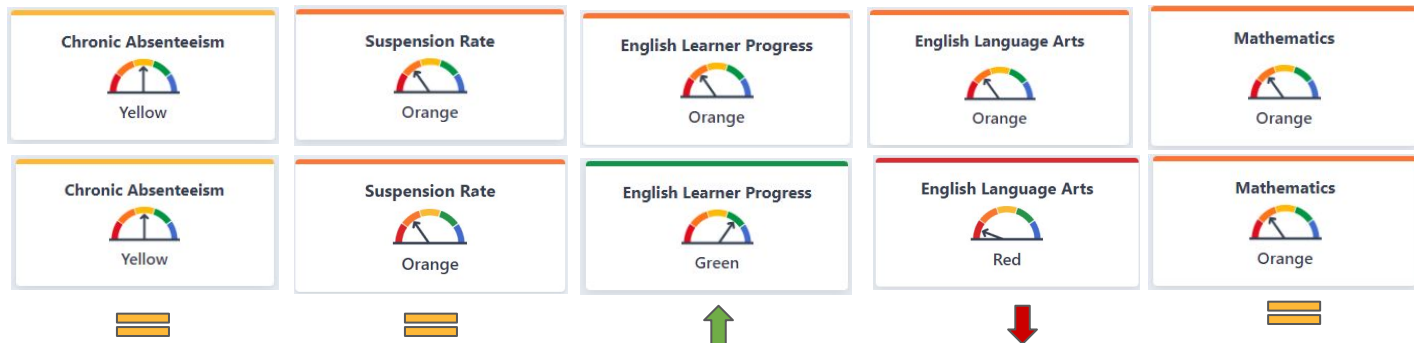 Chronic Absenteeism
Yellow
Suspension Rate
Orange
English Learner Progress
Orange
English Language Arts
Orange
Mathematics
Orange
Chronic Absenteeism
Yellow
Suspension Rate
Orange
English Learner Progress
Green
English Language Arts
Red
Mathematics
Orange